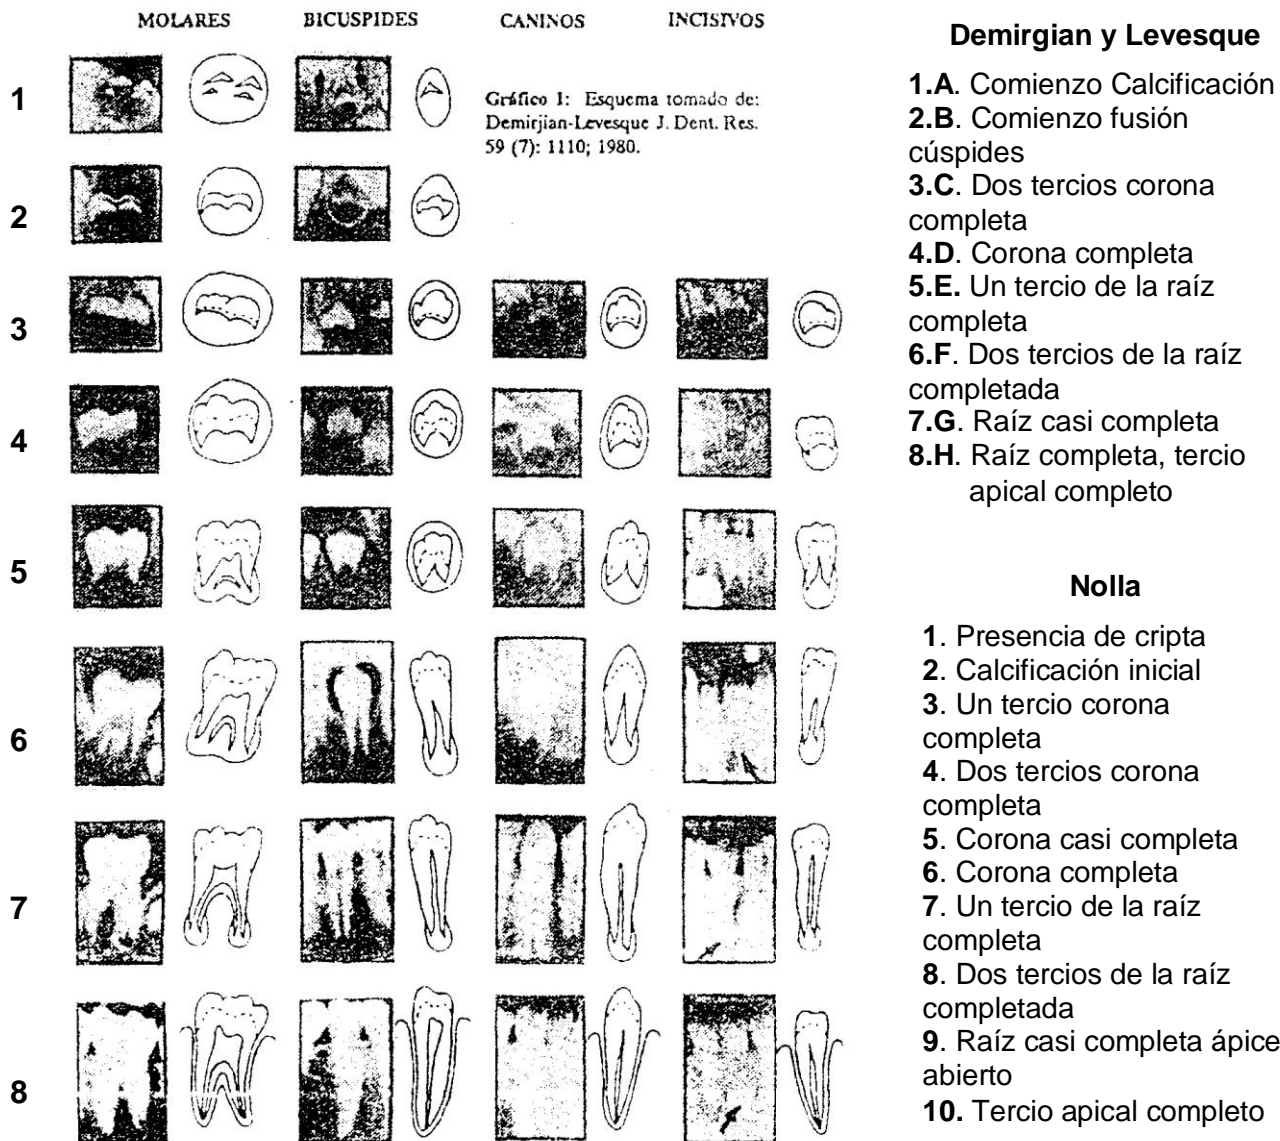 MOLARES BICUSPIDES CANINOS INCISIVOS
Gráfico 1: Esquema tomado de:
Demirjian-Levesque J. Dent. Res.
59 (7): 1110; 1980.
1
2
3
4
5
6
7
8
Demirgian y Levesque
1.A. Comienzo Calcificación
2.B. Comienzo fusión
cúspides
3.C. Dos tercios corona
completa
4.D. Corona completa
5.E. Un tercio de la raíz
completa
6.F. Dos tercios de la raíz
completada
7.G. Raíz casi completa
8.H. Raíz completa, tercio
apical completo
Nolla
1. Presencia de cripta
2. Calcificación inicial
3. Un tercio corona
completa
4. Dos tercios corona
completa
5. Corona casi completa
6. Corona completa
7. Un tercio de la raíz
completa
8. Dos tercios de la raíz
completada
9. Raíz casi completa ápice
abierto
10. Tercio apical completo